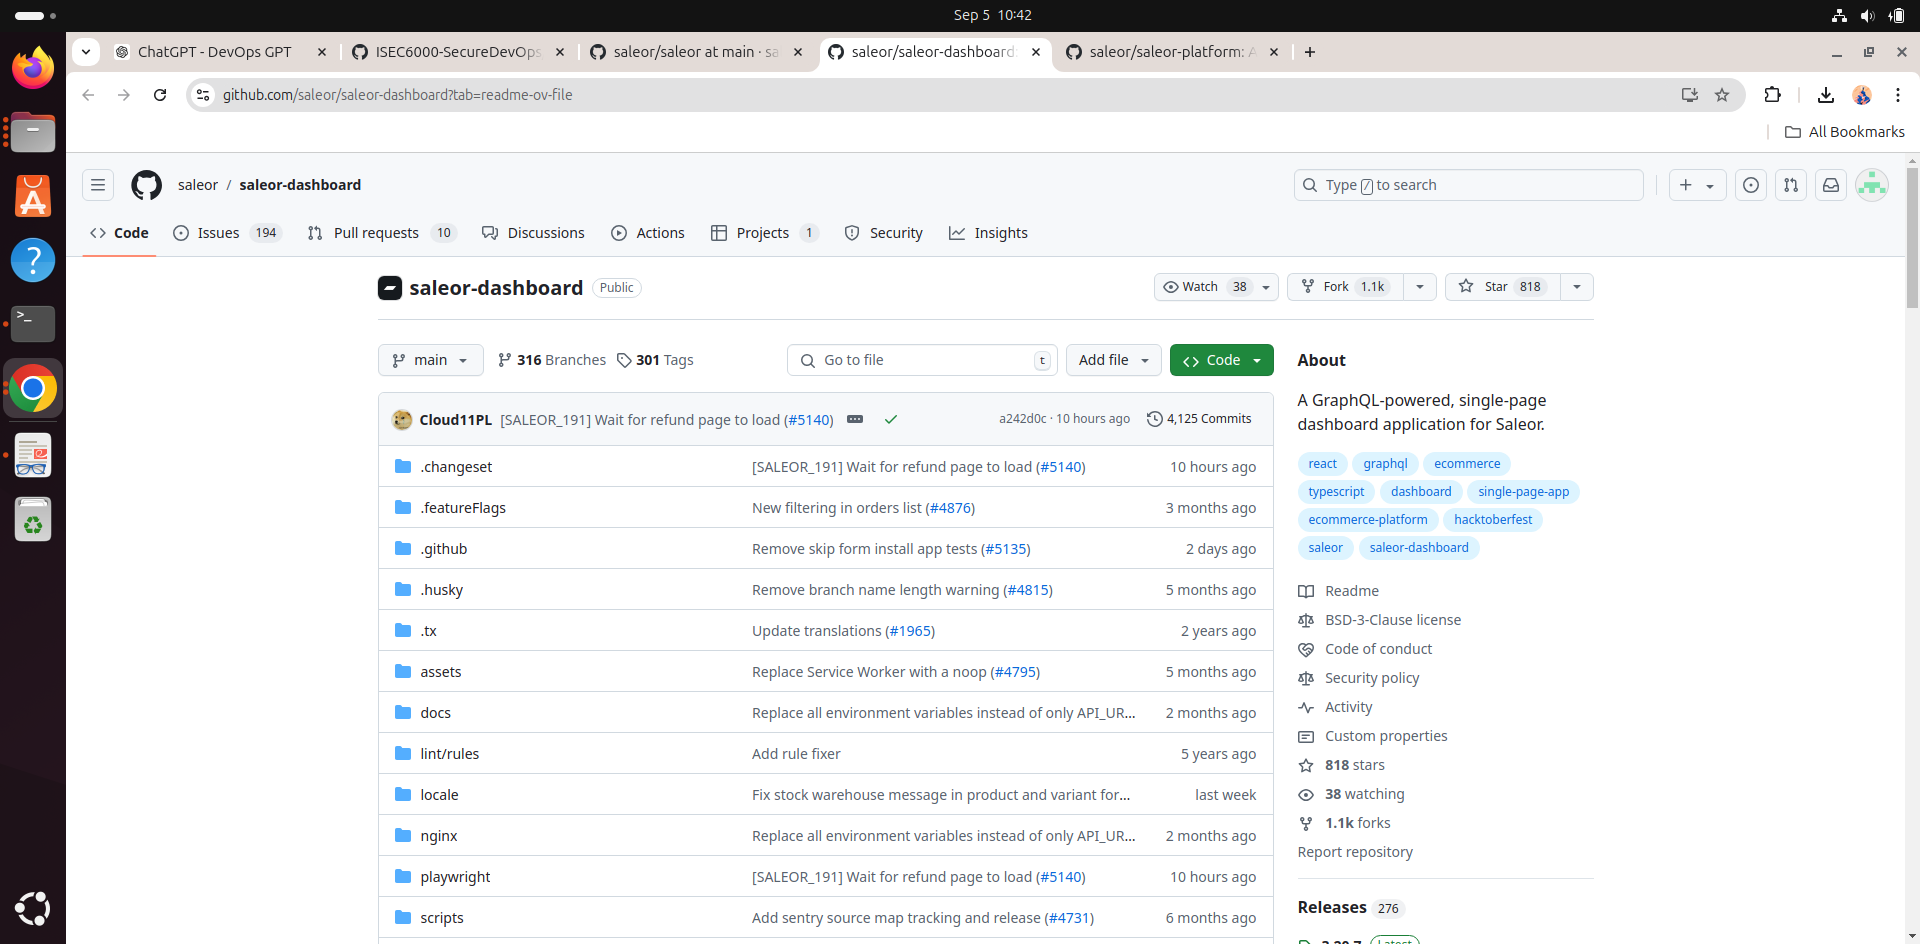 Sep 5 10:42
ChatGPT - DevOps GPT
ISEC6000-SecureDevOps
saleor/saleor at main · sa
saleor/saleor-dashboard:
saleor/saleor-platform: A
github.com/saleor/saleor-dashboard?tab=readme-ov-file
All Bookmarks
saleor / saleor-dashboard
Type / to search
Code
Issues 194
Pull requests 10
Discussions
Actions
Projects 1
Security
Insights
saleor-dashboard Public
Watch 38
Fork 1.1k
Star 818
main
316 Branches
301 Tags
Go to file t
Add file
Code
Cloud11PL [SALEOR_191] Wait for refund page to load (#5140) a242d0c · 10 hours ago 4,125 Commits
.changeset [SALEOR_191] Wait for refund page to load (#5140) 10 hours ago
.featureFlags New filtering in orders list (#4876) 3 months ago
.github Remove skip form install app tests (#5135) 2 days ago
.husky Remove branch name length warning (#4815) 5 months ago
.tx Update translations (#1965) 2 years ago
assets Replace Service Worker with a noop (#4795) 5 months ago
docs Replace all environment variables instead of only API_UR... 2 months ago
lint/rules Add rule fixer 5 years ago
locale Fix stock warehouse message in product and variant for... last week
nginx Replace all environment variables instead of only API_UR... 2 months ago
playwright [SALEOR_191] Wait for refund page to load (#5140) 10 hours ago
scripts Add sentry source map tracking and release (#4731) 6 months ago
About
A GraphQL-powered, single-page
dashboard application for Saleor.
react graphql ecommerce
typescript dashboard single-page-app
ecommerce-platform hacktoberfest
saleor saleor-dashboard
Readme
BSD-3-Clause license
Code of conduct
Security policy
Activity
Custom properties
818 stars
38 watching
1.1k forks
Report repository
Releases 276